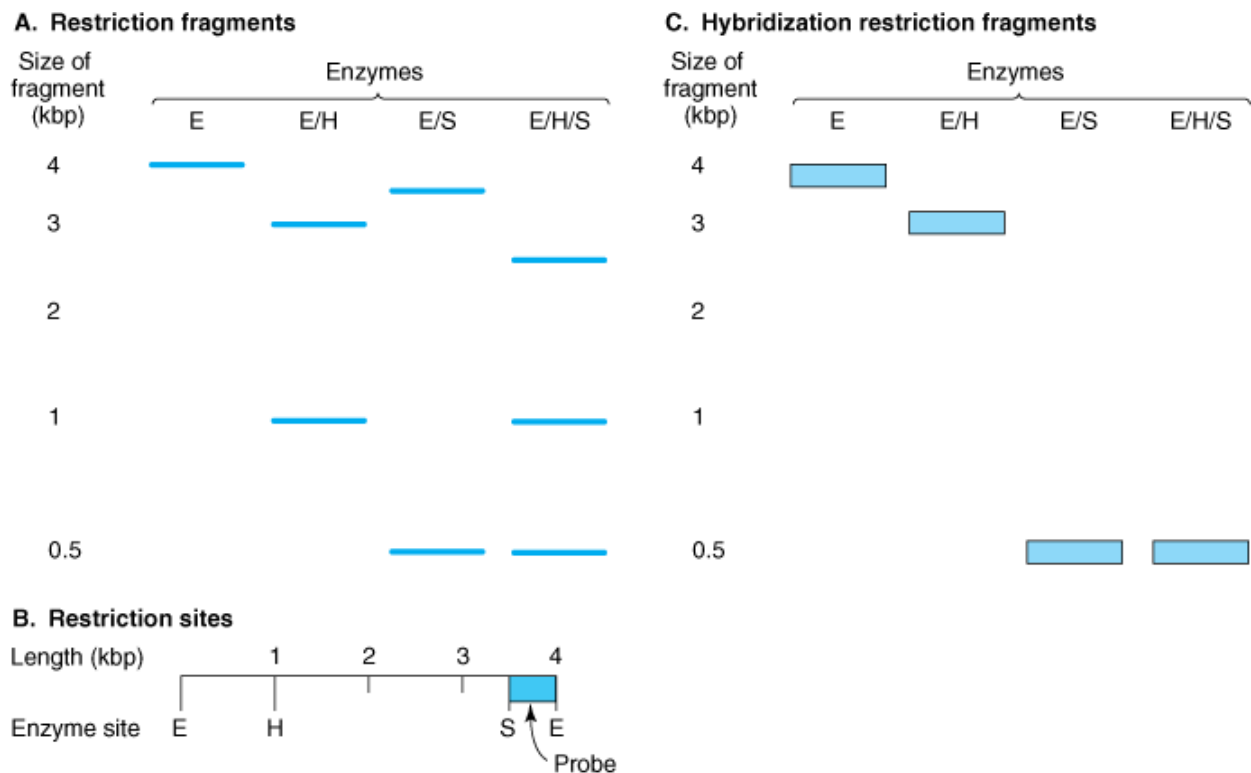 A. Restriction fragments
Size of
fragment
(kbp)
Enzymes
E E/H E/S E/H/S
4
3
2
1
0.5
B. Restriction sites
Length (kbp) 1 2 3 4
Enzyme site E H S E
Probe
C. Hybridization restriction fragments
Size of
fragment
(kbp)
Enzymes
E E/H E/S E/H/S
4
3
2
1
0.5